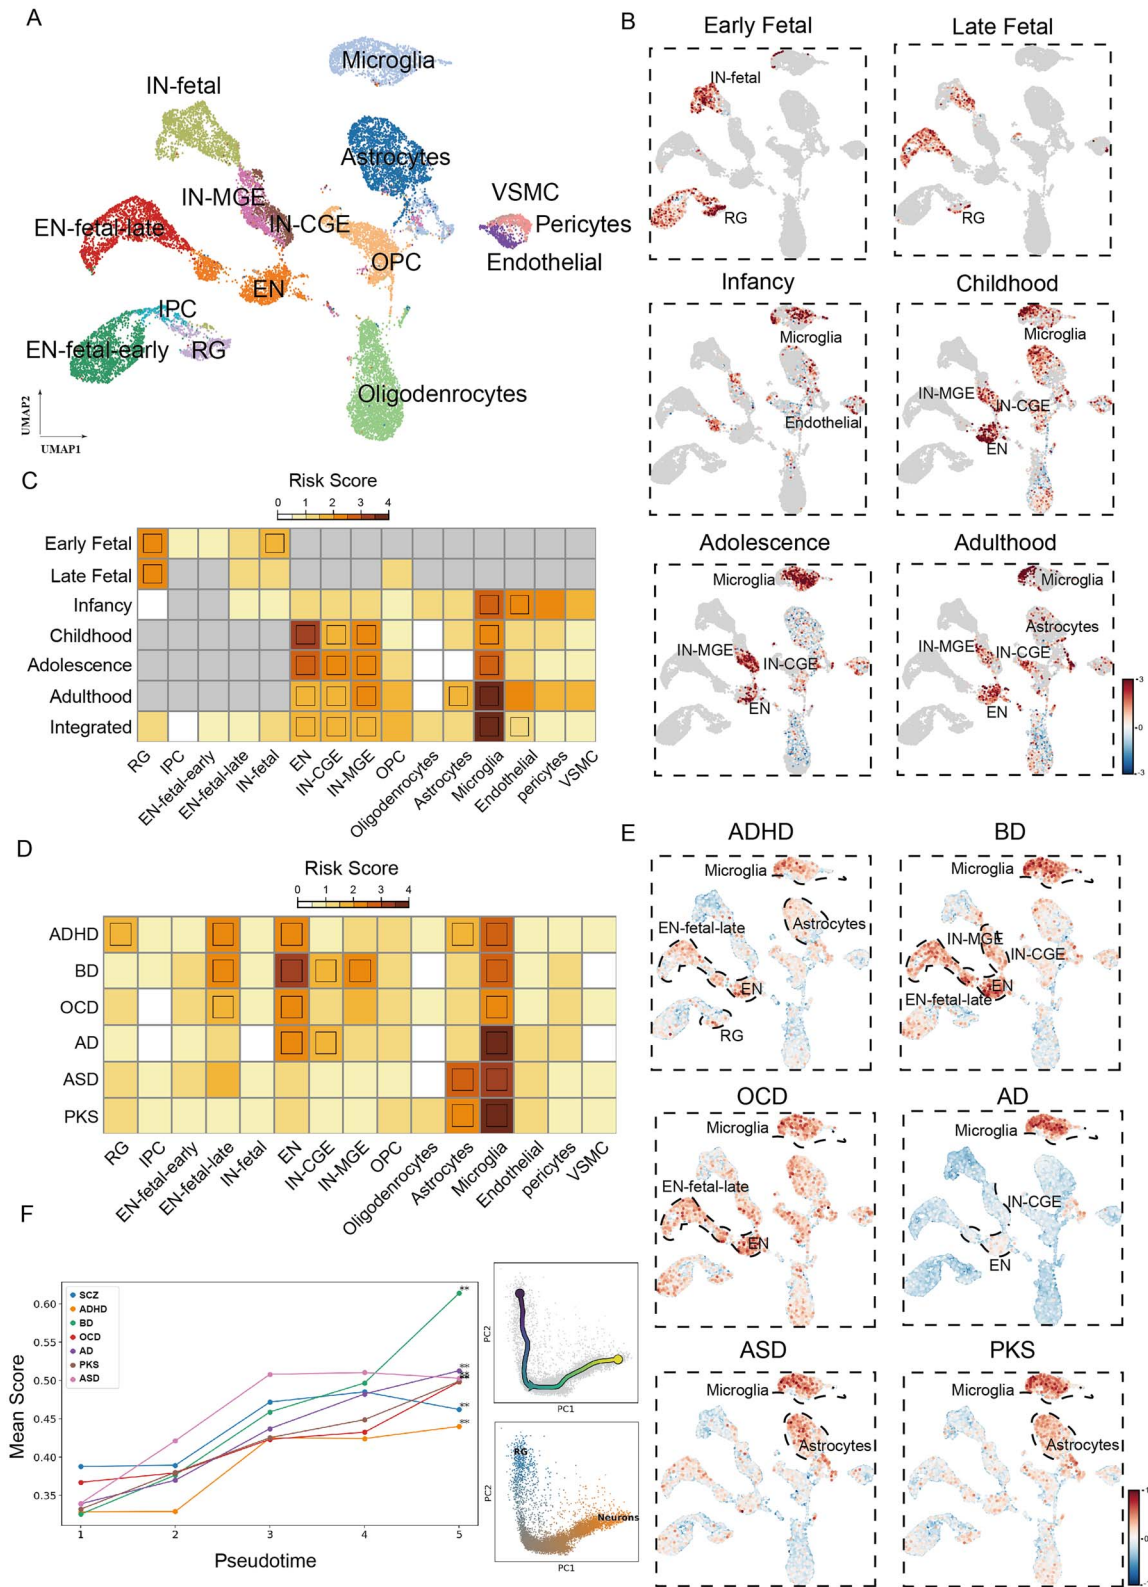 A
Microglia
IN-fetal
Astrocytes
IN-MGE
VSMC
IN-CGE
Pericytes
EN-fetal-late
OPC
Endothelial
EN
IPC
EN-fetal-early
RG
Oligodenrocytes
UMAP2
UMAP1
B
Early Fetal
Late Fetal
IN-fetal
RG
RG
Infancy
Childhood
Microglia
Microglia
IN-MGE
IN-CGE
Endothelial
EN
Adolescence
Adulthood
Microglia
Microglia
IN-MGE
IN-CGE
Astrocytes
IN-MGE
IN-CGE
EN
EN
3
0
-3
C
Risk Score
0 1 2 3 4
Early Fetal
Late Fetal
Infancy
Childhood
Adolescence
Adulthood
Integrated
RG
IPC
EN-fetal-early
EN-fetal-late
IN-fetal
EN
IN-CGE
IN-MGE
OPC
Oligodenrocytes
Astrocytes
Microglia
Endothelial
pericytes
VSMC
D
Risk Score
0 1 2 3 4
ADHD
BD
OCD
AD
ASD
PKS
RG
IPC
EN-fetal-early
EN-fetal-late
IN-fetal
EN
IN-CGE
IN-MGE
OPC
Oligodenrocytes
Astrocytes
Microglia
Endothelial
pericytes
VSMC
E
ADHD
BD
Microglia
Microglia
EN-fetal-late
Astrocytes
IN-MGE
IN-CGE
EN
EN
EN-fetal-late
RG
OCD
AD
Microglia
Microglia
EN-fetal-late
IN-CGE
EN
EN
ASD
PKS
Microglia
Microglia
Astrocytes
Astrocytes
1
0
F
SCZ
ADHD
BD
OCD
AD
PKS
ASD
Mean Score
0.60
0.55
0.50
0.45
0.40
0.35
1 2 3 4 5
Pseudotime
**
**
**
**
PC2
PC1
RG
Neurons
PC2
PC1